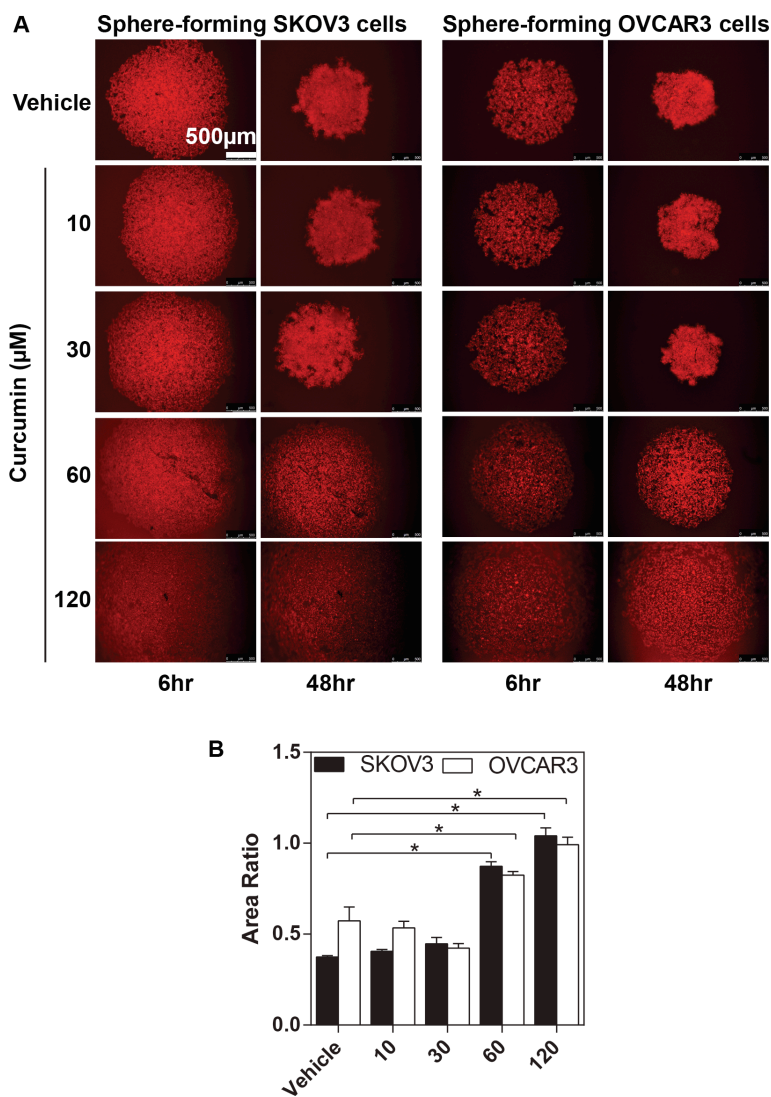 A
Sphere-forming SKOV3 cells
Sphere-forming OVCAR3 cells
Vehicle
500μm
10
30
60
120
Curcumin (μM)
6hr
48hr
6hr
48hr
B
SKOV3
OVCAR3
*
*
*
*
Area Ratio
1.5
1.0
0.5
0.0
Vehicle
10
30
60
120